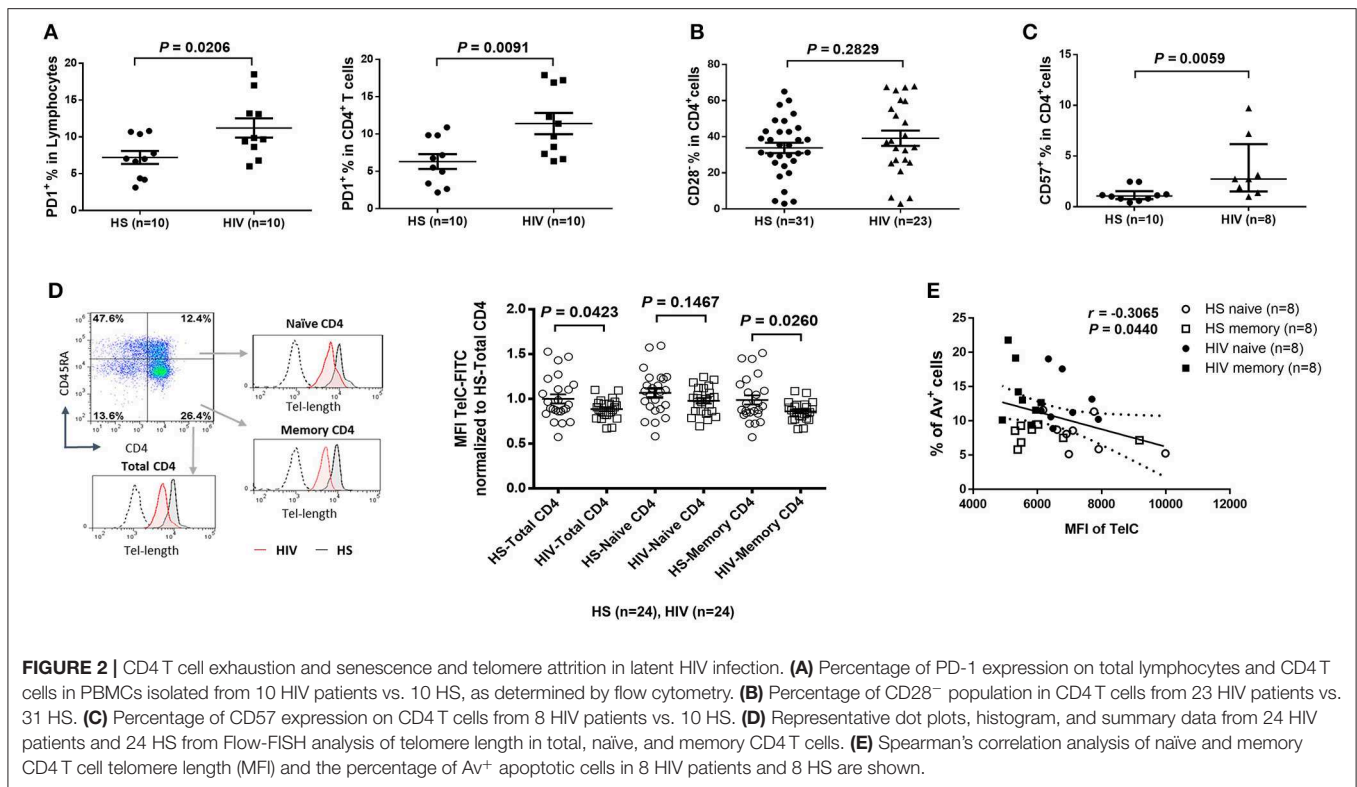 A
P = 0.0206
PD1+ % in Lymphocytes
20
15
10
5
0
HS (n=10) HIV (n=10)
P = 0.0091
PD1+ % in CD4+ T cells
20
15
10
5
0
HS (n=10) HIV (n=10)
B
P = 0.2829
CD28- % in CD4+ cells
80
60
40
20
0
HS (n=31) HIV (n=23)
C
P = 0.0059
CD57+ % in CD4+ cells
15
10
5
0
HS (n=10) HIV (n=8)
D
47.6% 12.4%
13.6% 26.4%
CD45RA
CD4
Naïve CD4
Tel-length
Memory CD4
Tel-length
Total CD4
Tel-length
HIV HS
P = 0.0423
P = 0.1467
P = 0.0260
MFI TelC-FITC
normalized to HS-Total CD4
2.0
1.5
1.0
0.5
0.0
HS-Total CD4
HIV-Total CD4
HS-Naïve CD4
HIV-Naïve CD4
HS-Memory CD4
HIV-Memory CD4
HS (n=24), HIV (n=24)
E
r = -0.3065
P = 0.0440
% of Av+ cells
25
20
15
10
5
0
4000 6000 8000 10000 12000
MFI of TelC
HS naive (n=8)
HS memory (n=8)
HIV naive (n=8)
HIV memory (n=8)
FIGURE 2 | CD4 T cell exhaustion and senescence and telomere attrition in latent HIV infection. (A) Percentage of PD-1 expression on total lymphocytes and CD4 T
cells in PBMCs isolated from 10 HIV patients vs. 10 HS, as determined by flow cytometry. (B) Percentage of CD28− population in CD4 T cells from 23 HIV patients vs.
31 HS. (C) Percentage of CD57 expression on CD4 T cells from 8 HIV patients vs. 10 HS. (D) Representative dot plots, histogram, and summary data from 24 HIV
patients and 24 HS from Flow-FISH analysis of telomere length in total, naïve, and memory CD4 T cells. (E) Spearman's correlation analysis of naïve and memory
CD4 T cell telomere length (MFI) and the percentage of Av+ apoptotic cells in 8 HIV patients and 8 HS are shown.